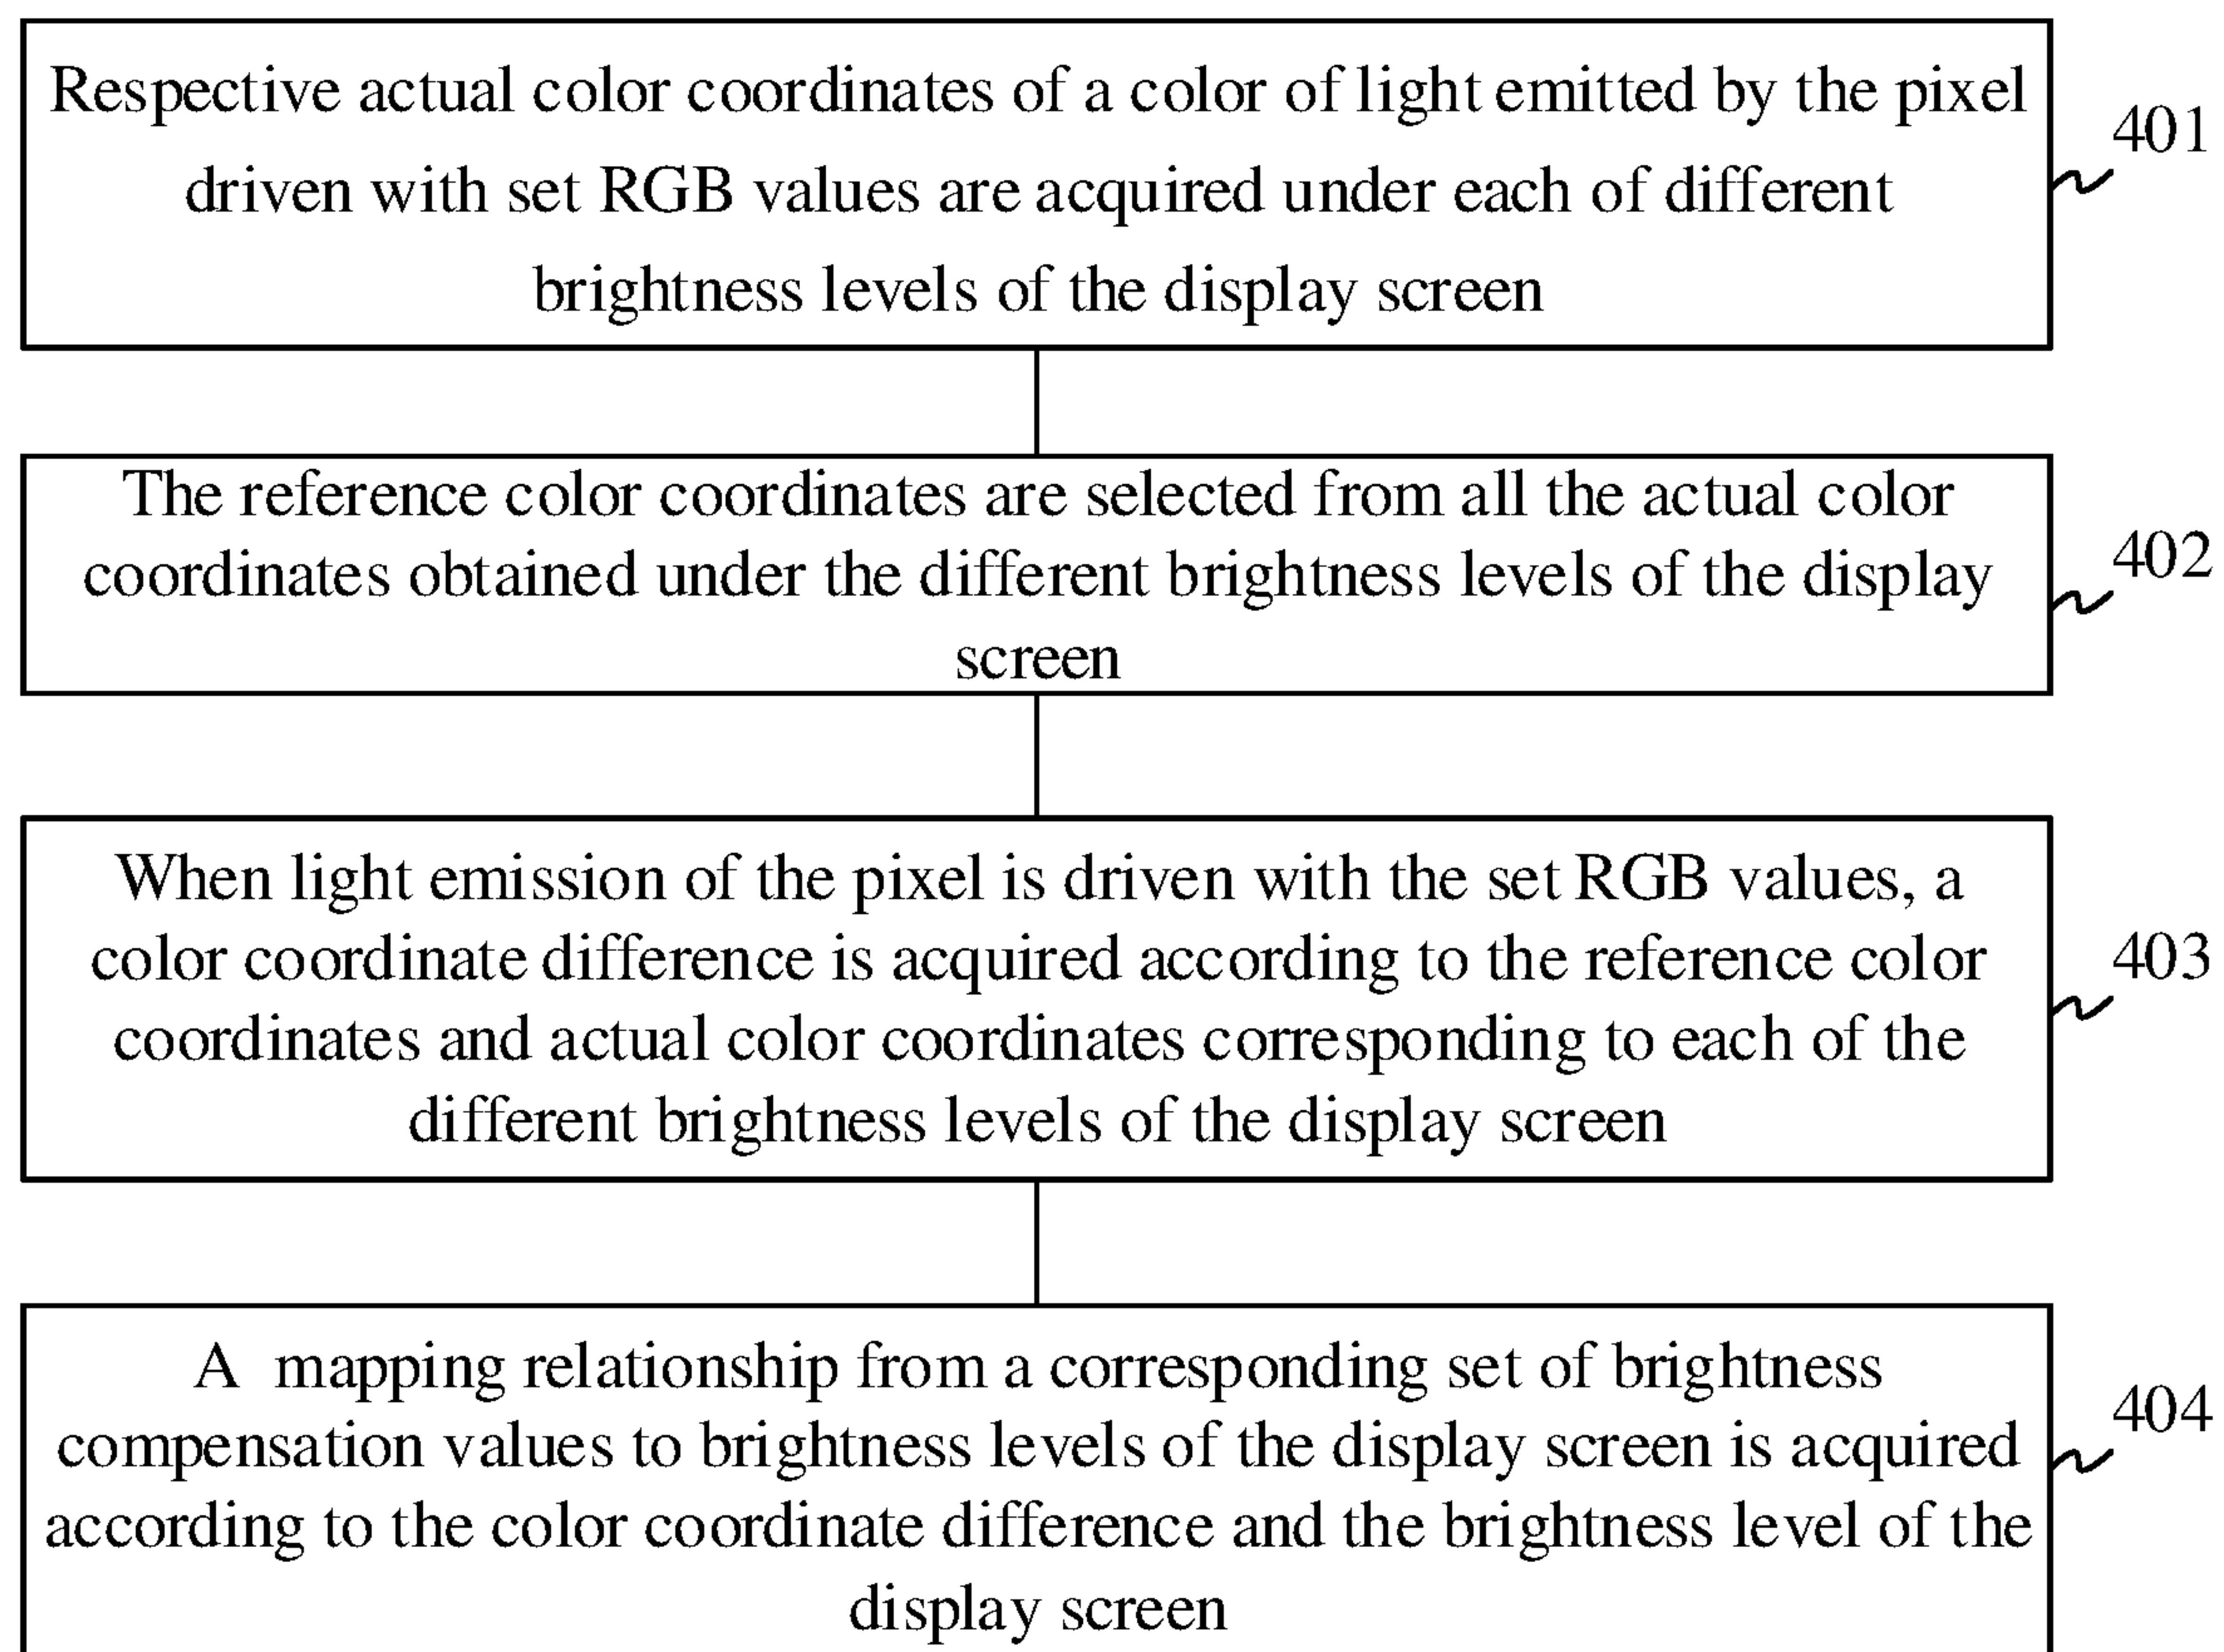 Respective actual color coordinates of a color of light emitted by the pixel
driven with set RGB values are acquired under each of different
brightness levels of the display screen
401
The reference color coordinates are selected from all the actual color
coordinates obtained under the different brightness levels of the display
screen
402
When light emission of the pixel is driven with the set RGB values, a
color coordinate difference is acquired according to the reference color
coordinates and actual color coordinates corresponding to each of the
different brightness levels of the display screen
403
A mapping relationship from a corresponding set of brightness
compensation values to brightness levels of the display screen is acquired
according to the color coordinate difference and the brightness level of the
display screen
404